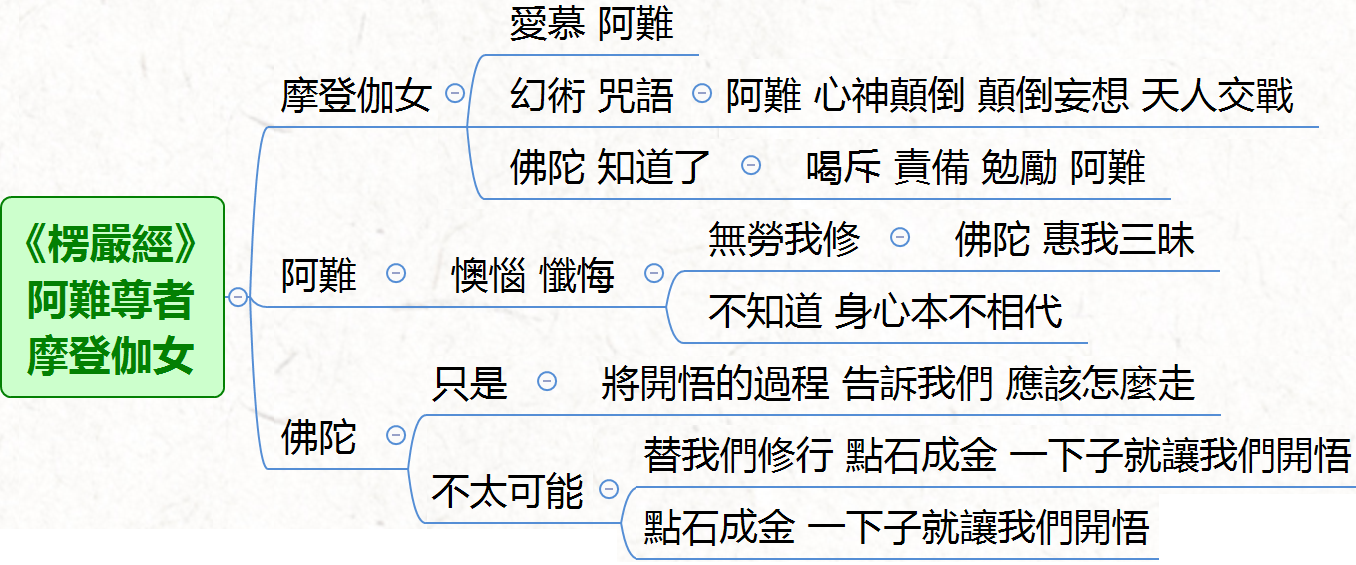 《楞嚴經》
阿難尊者
摩登伽女
摩登伽女
愛慕 阿難
幻術 咒語
阿難 心神顛倒 顛倒妄想 天人交戰
佛陀 知道了
喝斥 責備 勉勵 阿難
阿難
懊惱 懺悔
無勞我修
佛陀 惠我三昧
不知道 身心本不相代
佛陀
只是
將開悟的過程 告訴我們 應該怎麼走
不太可能
替我們修行 點石成金 一下子就讓我們開悟
點石成金 一下子就讓我們開悟